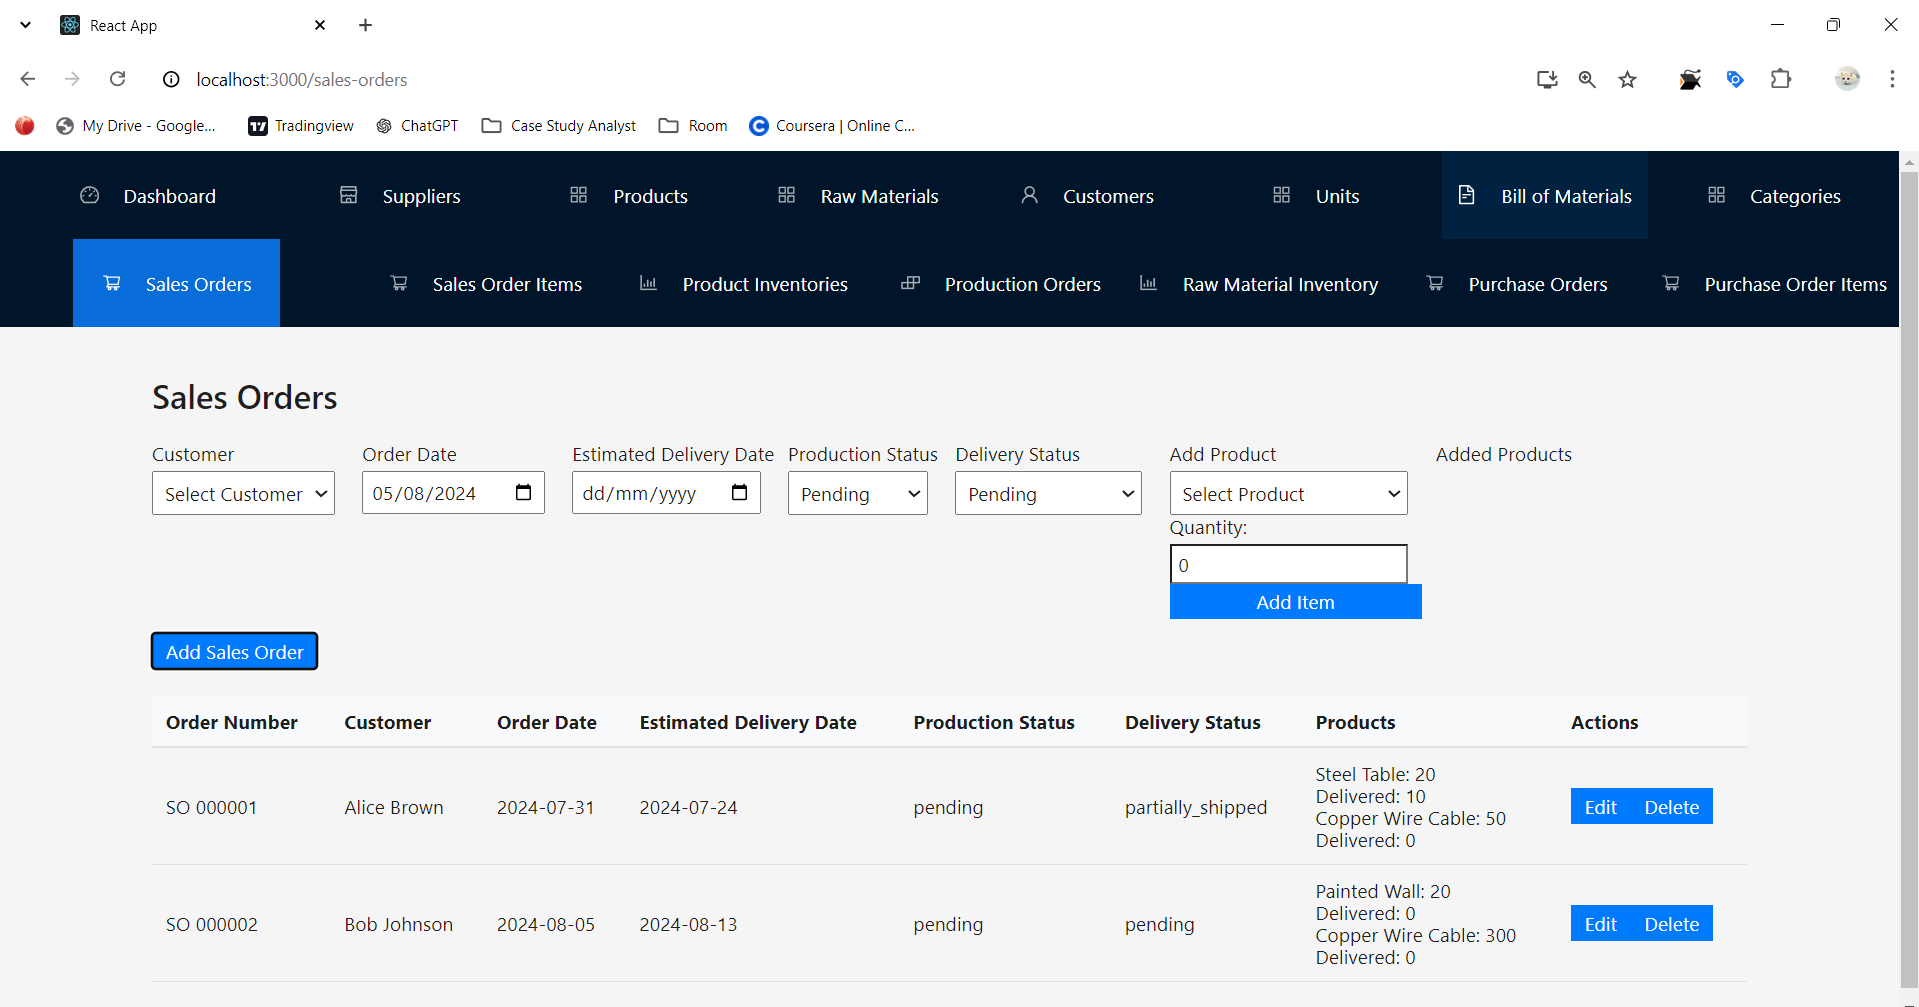 React App
localhost:3000/sales-orders
My Drive - Google... Tradingview ChatGPT Case Study Analyst Room Coursera | Online C...
Dashboard Suppliers Products Raw Materials Customers Units Bill of Materials Categories
Sales Orders Sales Order Items Product Inventories Production Orders Raw Material Inventory Purchase Orders Purchase Order Items
Sales Orders
Customer Order Date Estimated Delivery Date Production Status Delivery Status Add Product Added Products
Select Customer 05/08/2024 dd/mm/yyyy Pending Pending Select Product
Quantity:
0
Add Item
Add Sales Order
Order Number Customer Order Date Estimated Delivery Date Production Status Delivery Status Products Actions
SO 000001 Alice Brown 2024-07-31 2024-07-24 pending partially_shipped
Steel Table: 20
Delivered: 10
Copper Wire Cable: 50
Delivered: 0
Edit Delete
SO 000002 Bob Johnson 2024-08-05 2024-08-13 pending pending
Painted Wall: 20
Delivered: 0
Copper Wire Cable: 300
Delivered: 0
Edit Delete